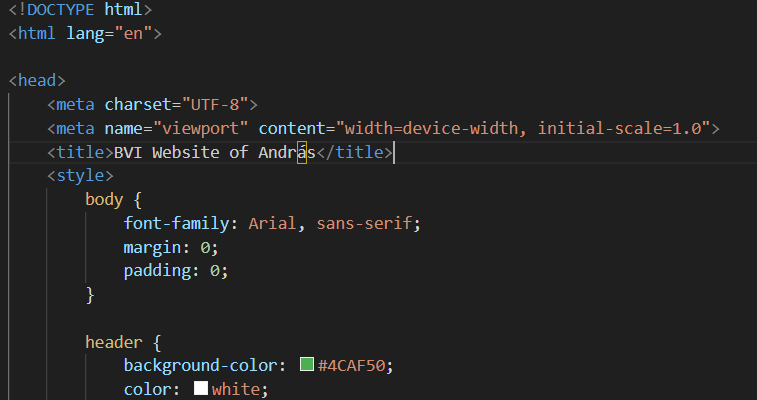 <!DOCTYPE html>
<html lang="en">
<head>
<meta charset="UTF-8">
<meta name="viewport" content="width=device-width, initial-scale=1.0">
<title>BVI Website of András</title>
<style>
body {
font-family: Arial, sans-serif;
margin: 0;
padding: 0;
}
header {
background-color: #4CAF50;
color: white;